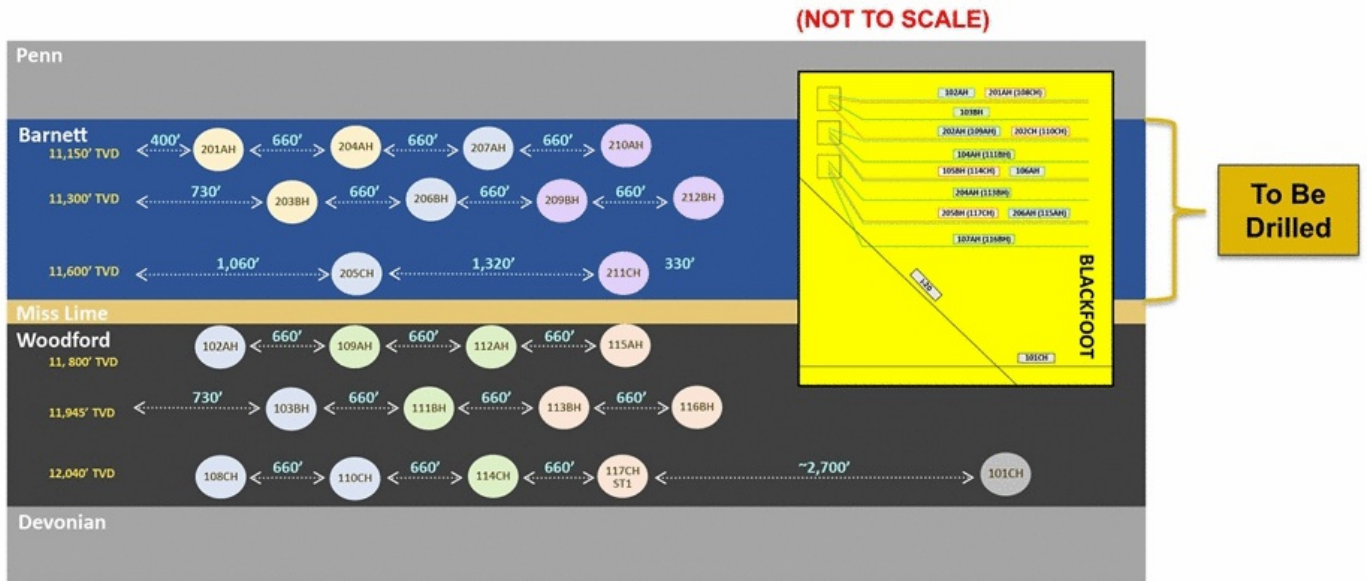 (NOT TO SCALE)
Penn
Barnett
11,150' TVD
400'
201AH
660'
204AH
660'
207AH
660'
210AH
11,300' TVD
730'
203BH
660'
206BH
660'
209BH
660'
212BH
11,600' TVD
1,060'
205CH
1,320'
211CH
330'
Miss Lime
Woodford
11, 800' TVD
102AH
660'
109AH
660'
112AH
660'
115AH
11,945' TVD
730'
103BH
660'
111BH
660'
113BH
660'
116BH
12,040' TVD
108CH
660'
110CH
660'
114CH
660'
117CH
ST1
~2,700'
101CH
Devonian
102AH 201AH (108CH)
103BH
202AH (109AH) 202CH (110CH)
104AH (111BH)
105BH (114CH) 106AH
204AH (113BH)
205BH (117CH) 206AH (115AH)
107AH (116BH)
I-20
BLACKFOOT
101CH
To Be
Drilled